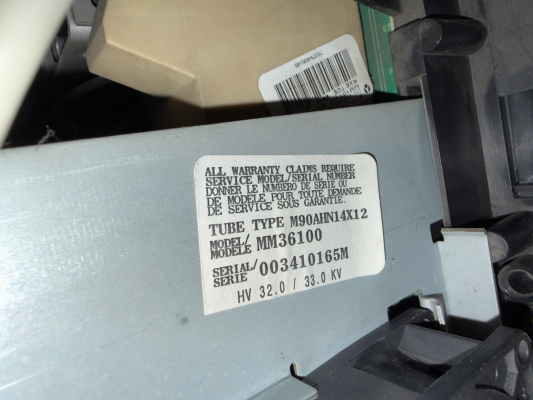 ALL WARRANTY CLAIMS REQUIRE
SERVICE MODEL/SERIAL NUMBER
DONNER LE NUMERO DE SERIE OU
DE MODELE POUR TOUTE DEMANDE
DE SERVICE SOUS GARANTIE.
TUBE TYPE M90AHN14X12
MODEL/
MODELE MM36100
SERIAL/
SERIE 003410165M
HV 32.0 / 33.0 KV